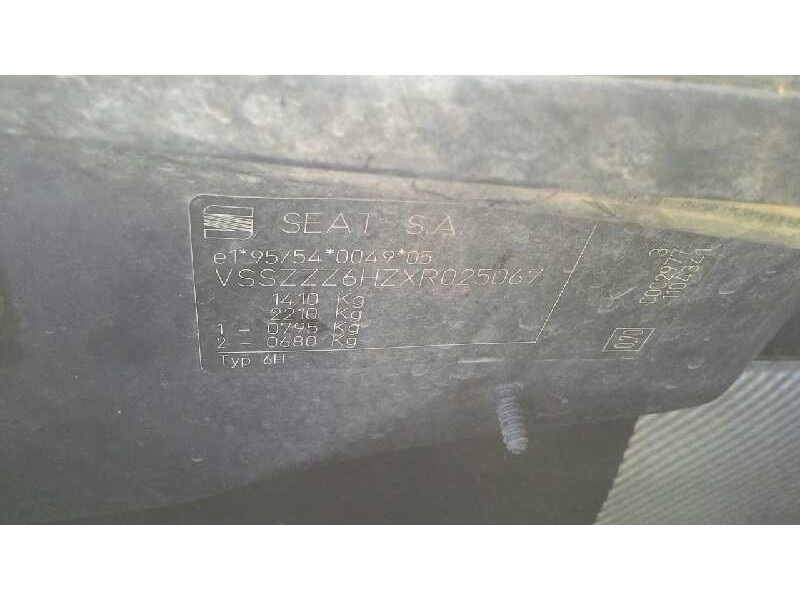 SEAT S.A.
e1*95/54*0049*05
VSSZZZ6HZXR025067
1410 Kg
2210 Kg
1 - 0795 Kg
2 - 0680 Kg
Typ 6H
3